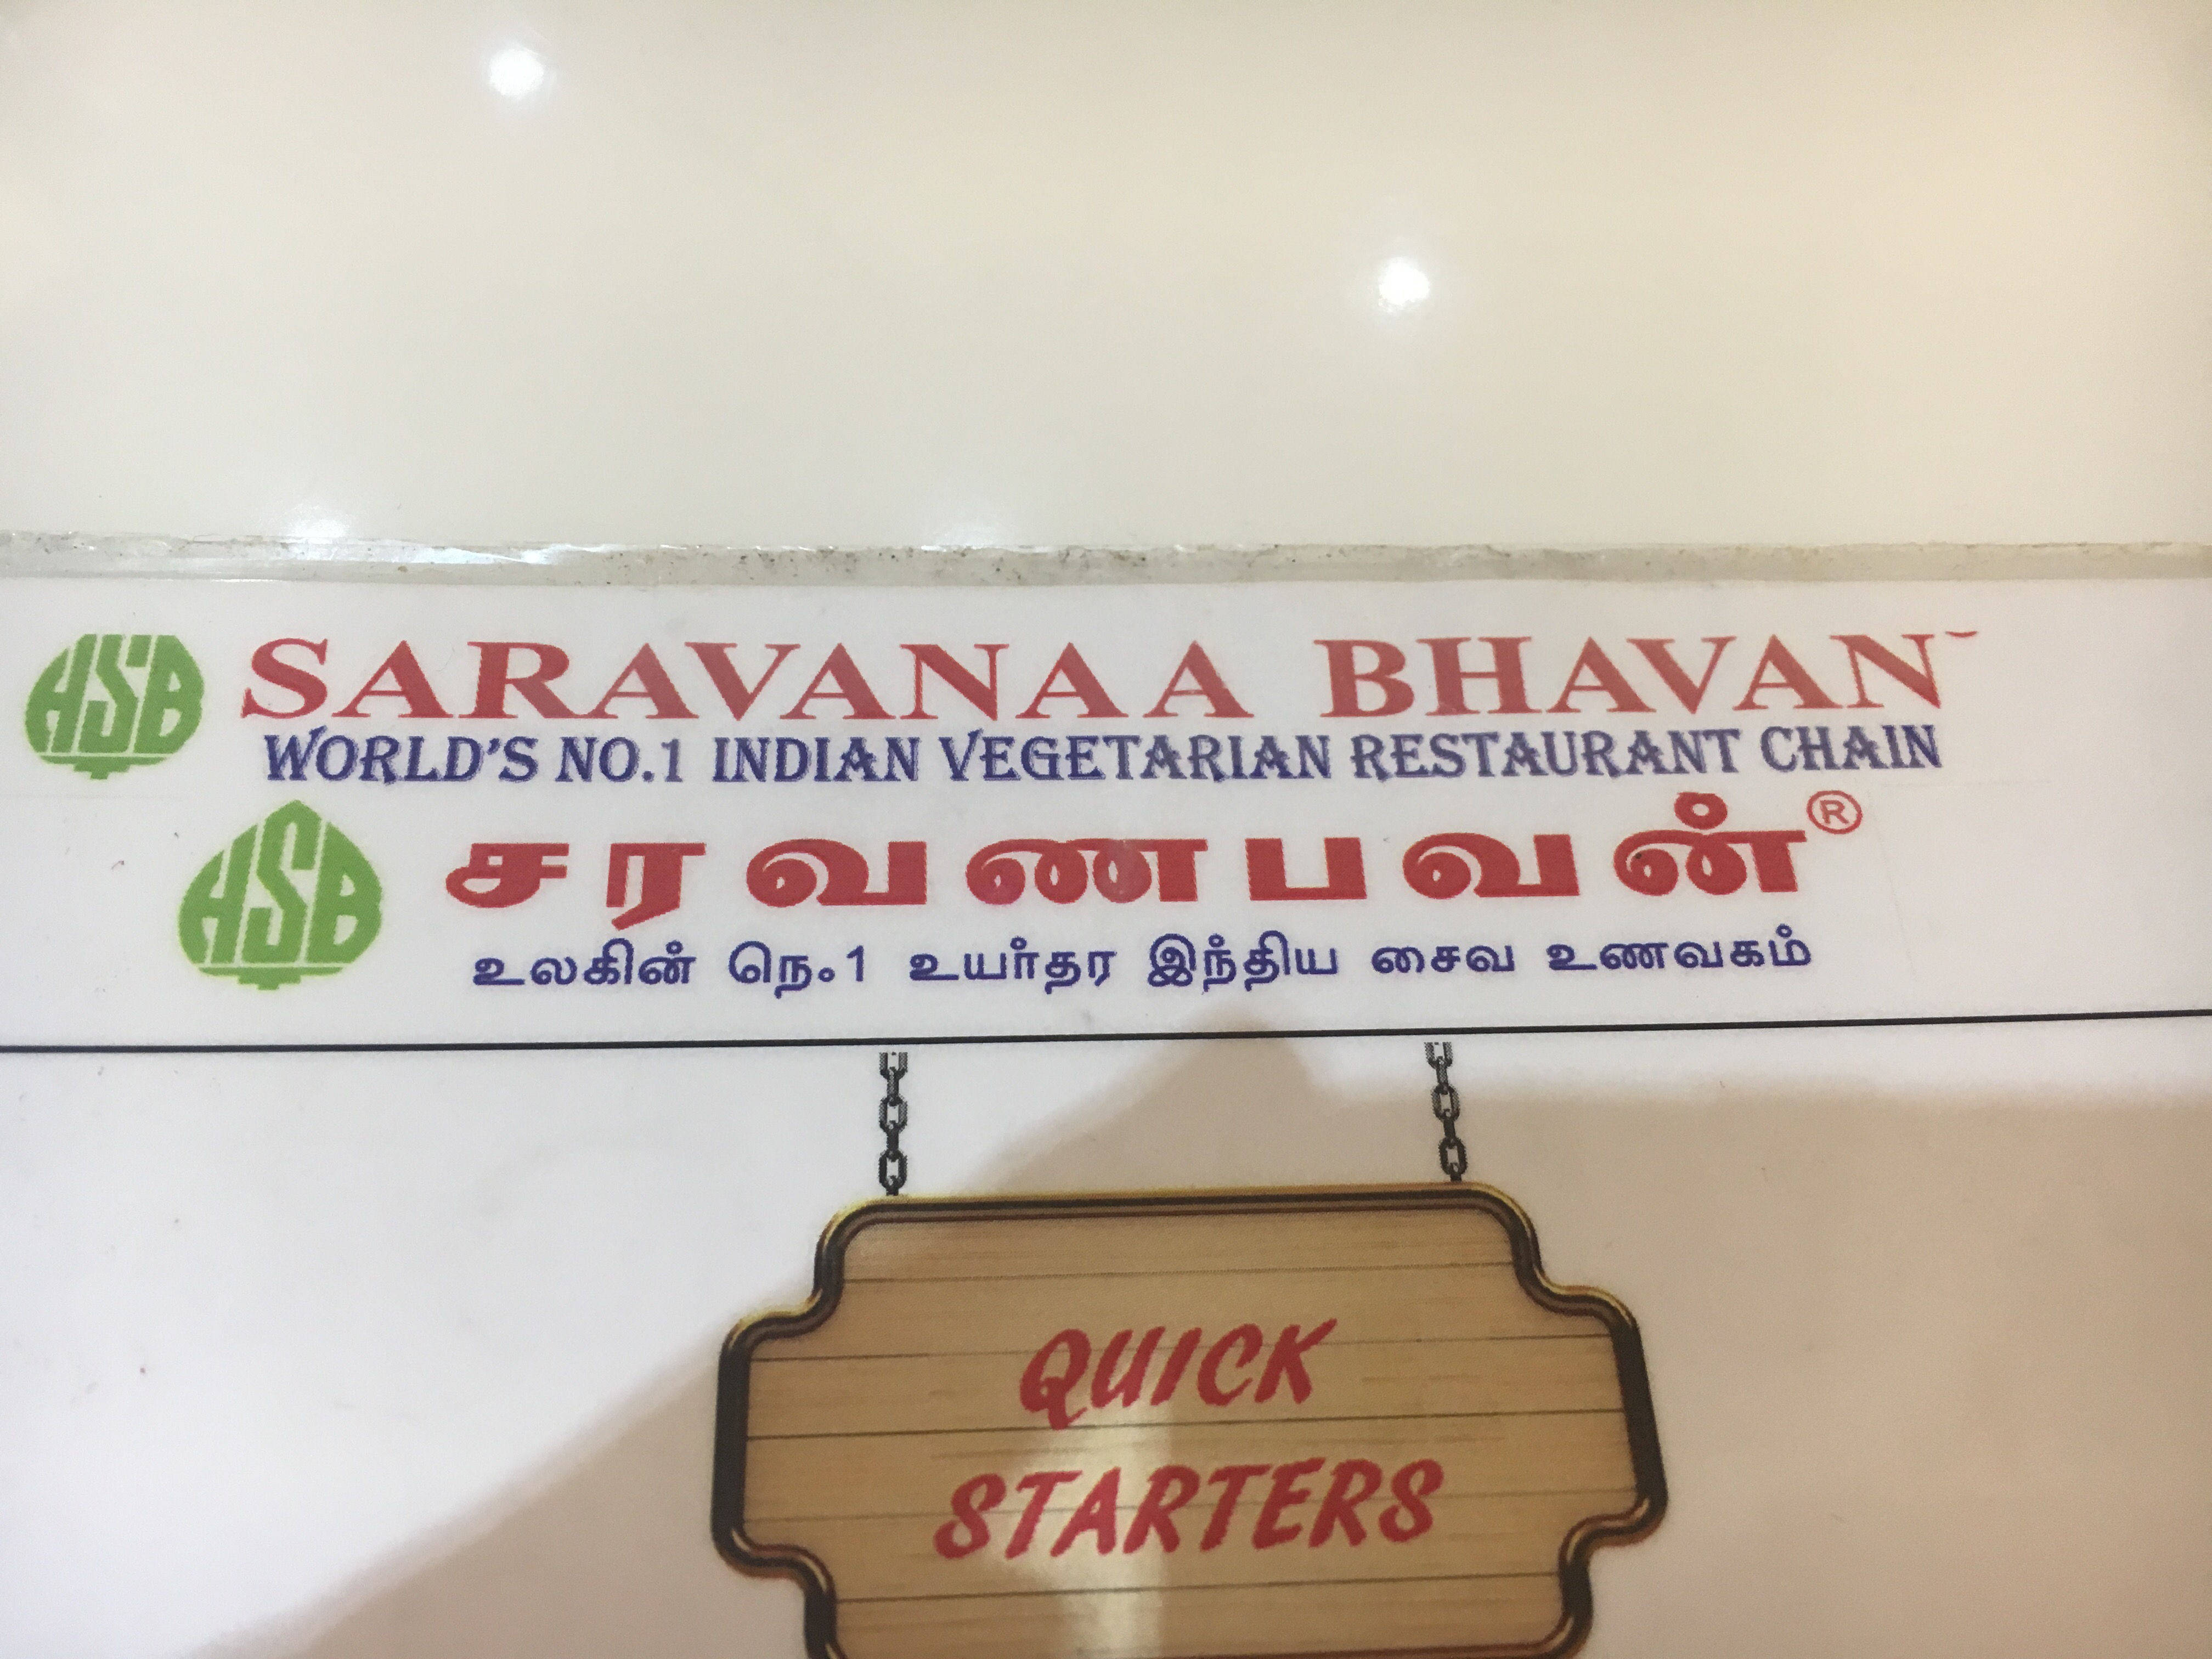 HSB SARAVANAA BHAVAN
WORLD'S NO.1 INDIAN VEGETARIAN RESTAURANT CHAIN
HSB சரவணபவன்®
உலகின் நெ.1 உயர்தர இந்திய சைவ உணவகம்
QUICK
STARTERS